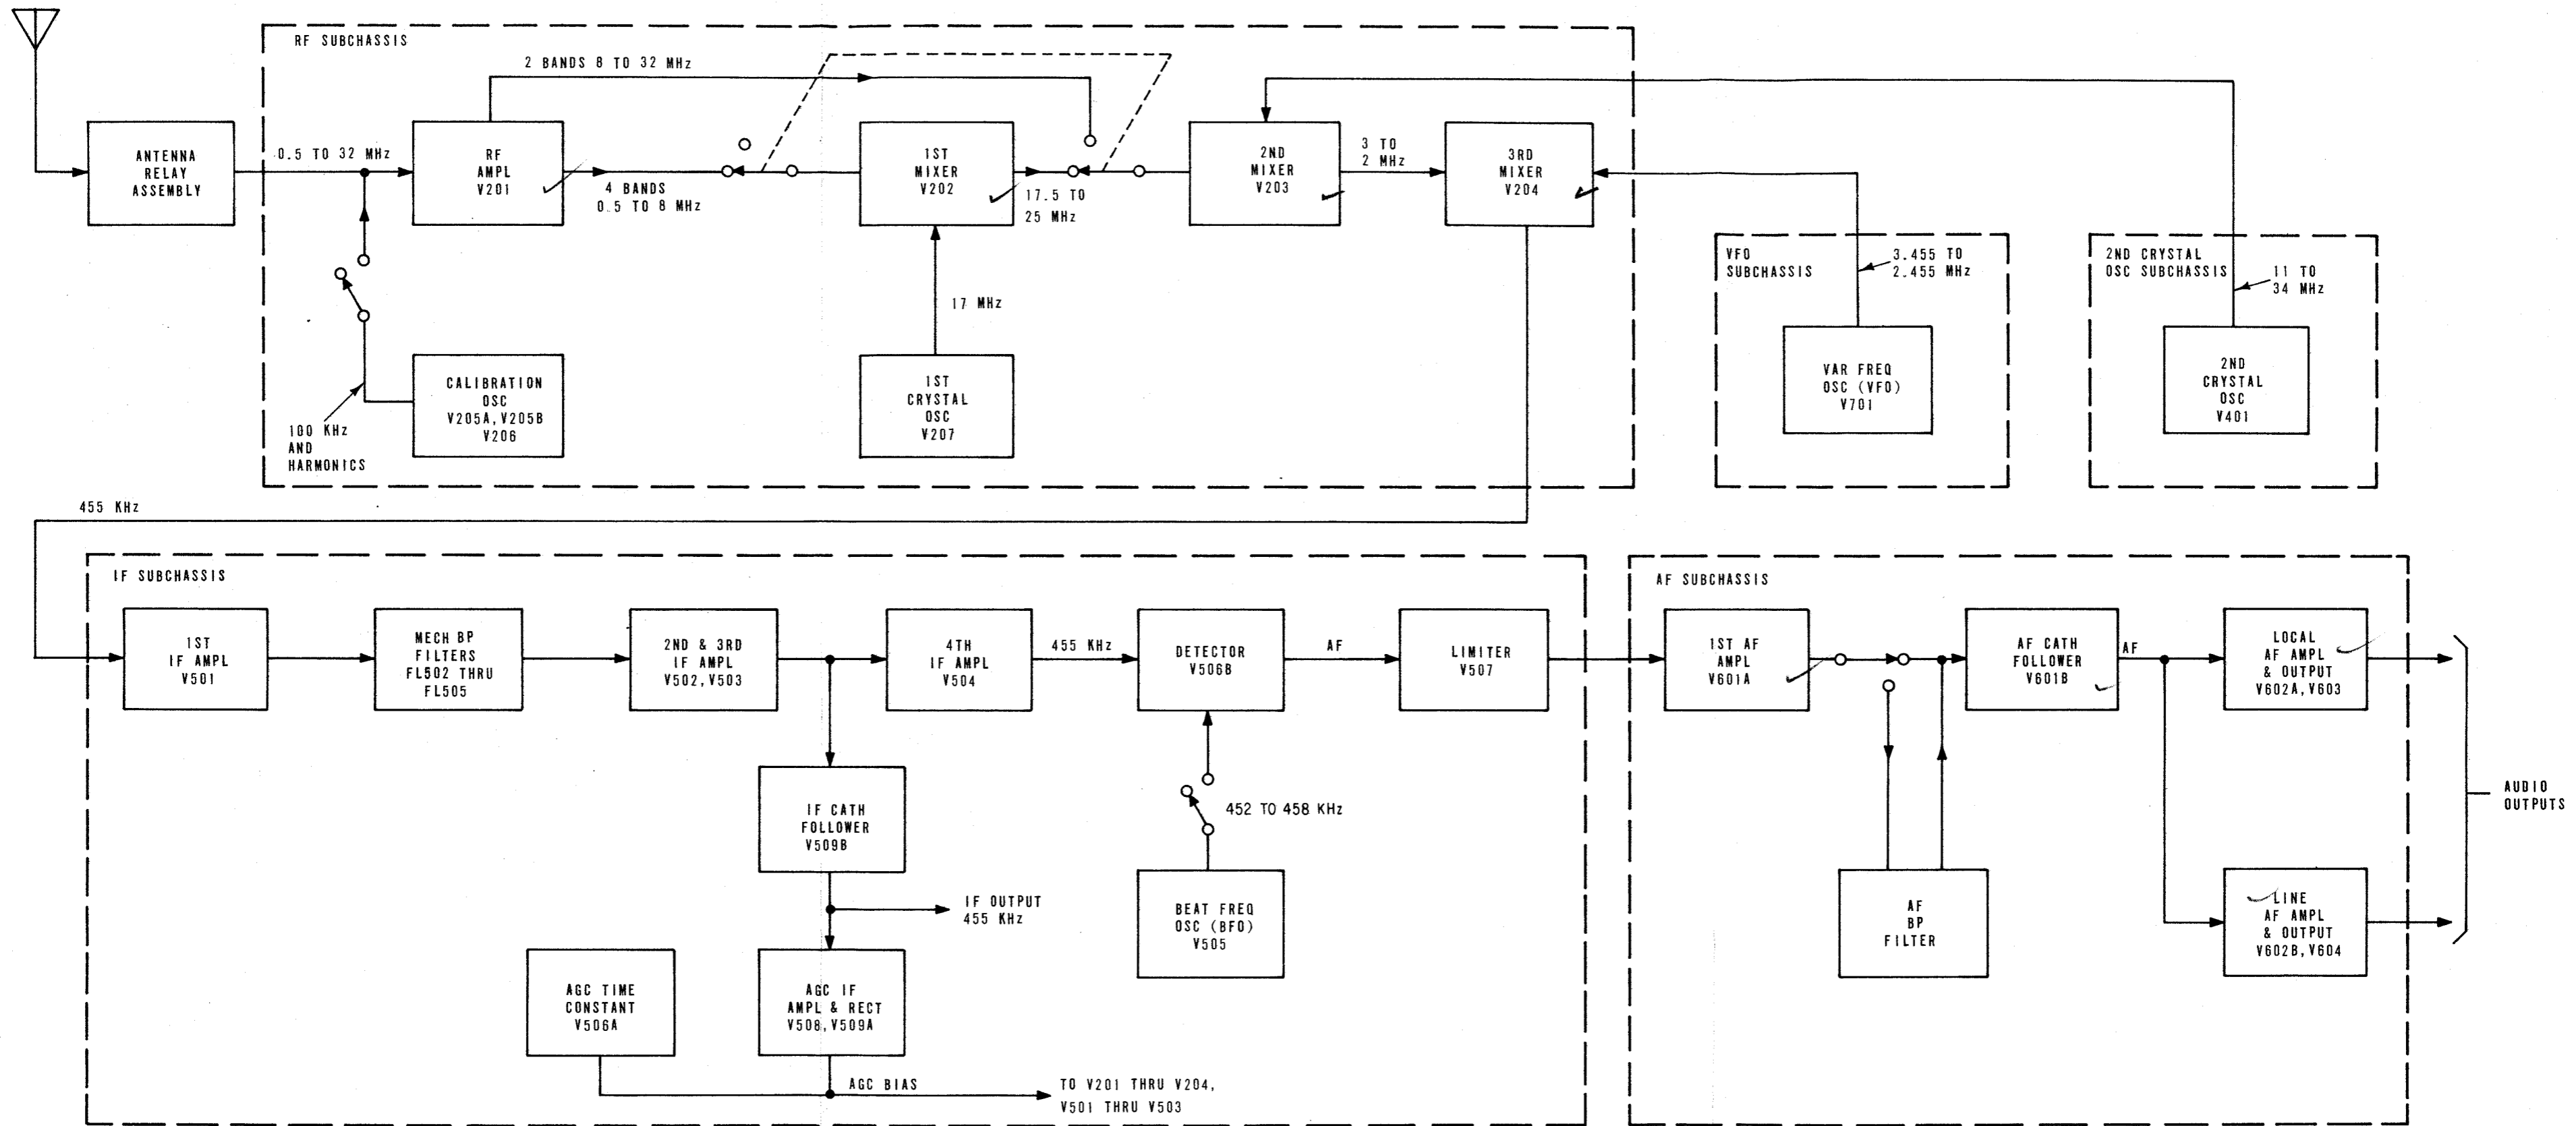 RF SUBCHASSIS
2 BANDS 8 TO 32 MHz
ANTENNA
RELAY
ASSEMBLY
0.5 TO 32 MHz
RF
AMPL
V201
4 BANDS
0.5 TO 8 MHz
1ST
MIXER
V202
17.5 TO
25 MHz
2ND
MIXER
V203
3 TO
2 MHz
3RD
MIXER
V204
VFO
SUBCHASSIS
3.455 TO
2.455 MHz
2ND CRYSTAL
OSC SUBCHASSIS
11 TO
34 MHz
17 MHz
CALIBRATION
OSC
V205A, V205B
V206
100 KHz
AND
HARMONICS
1ST
CRYSTAL
OSC
V207
VAR FREQ
OSC (VFO)
V701
2ND
CRYSTAL
OSC
V401
455 KHz
IF SUBCHASSIS
1ST
IF AMPL
V501
MECH BP
FILTERS
FL502 THRU
FL505
2ND & 3RD
IF AMPL
V502, V503
4TH
IF AMPL
V504
455 KHz
DETECTOR
V506B
AF
LIMITER
V507
IF CATH
FOLLOWER
V509B
452 TO 458 KHz
IF OUTPUT
455 KHz
BEAT FREQ
OSC (BFO)
V505
AGC TIME
CONSTANT
V506A
AGC IF
AMPL & RECT
V508, V509A
AGC BIAS
TO V201 THRU V204,
V501 THRU V503
AF SUBCHASSIS
1ST AF
AMPL
V601A
AF CATH
FOLLOWER
V601B
AF
LOCAL
AF AMPL
& OUTPUT
V602A, V603
AUDIO
OUTPUTS
AF
BP
FILTER
LINE
AF AMPL
& OUTPUT
V602B, V604